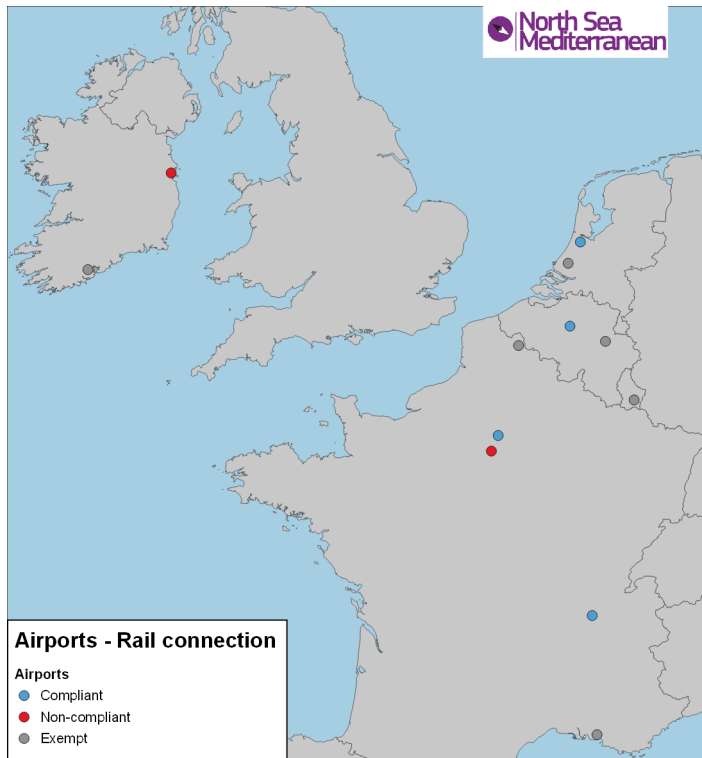 North Sea
Mediterranean
Airports - Rail connection
Airports
Compliant
Non-compliant
Exempt